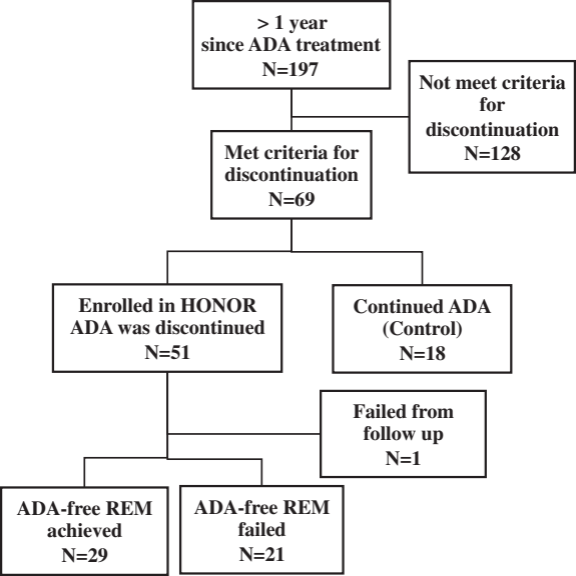 > 1 year
since ADA treatment
N=197
Not meet criteria
for
discontinuation
N=128
Met criteria for
discontinuation
N=69
Enrolled in HONOR
ADA was discontinued
N=51
Continued ADA
(Control)
N=18
Failed from
follow up
N=1
ADA-free REM
achieved
N=29
ADA-free REM
failed
N=21